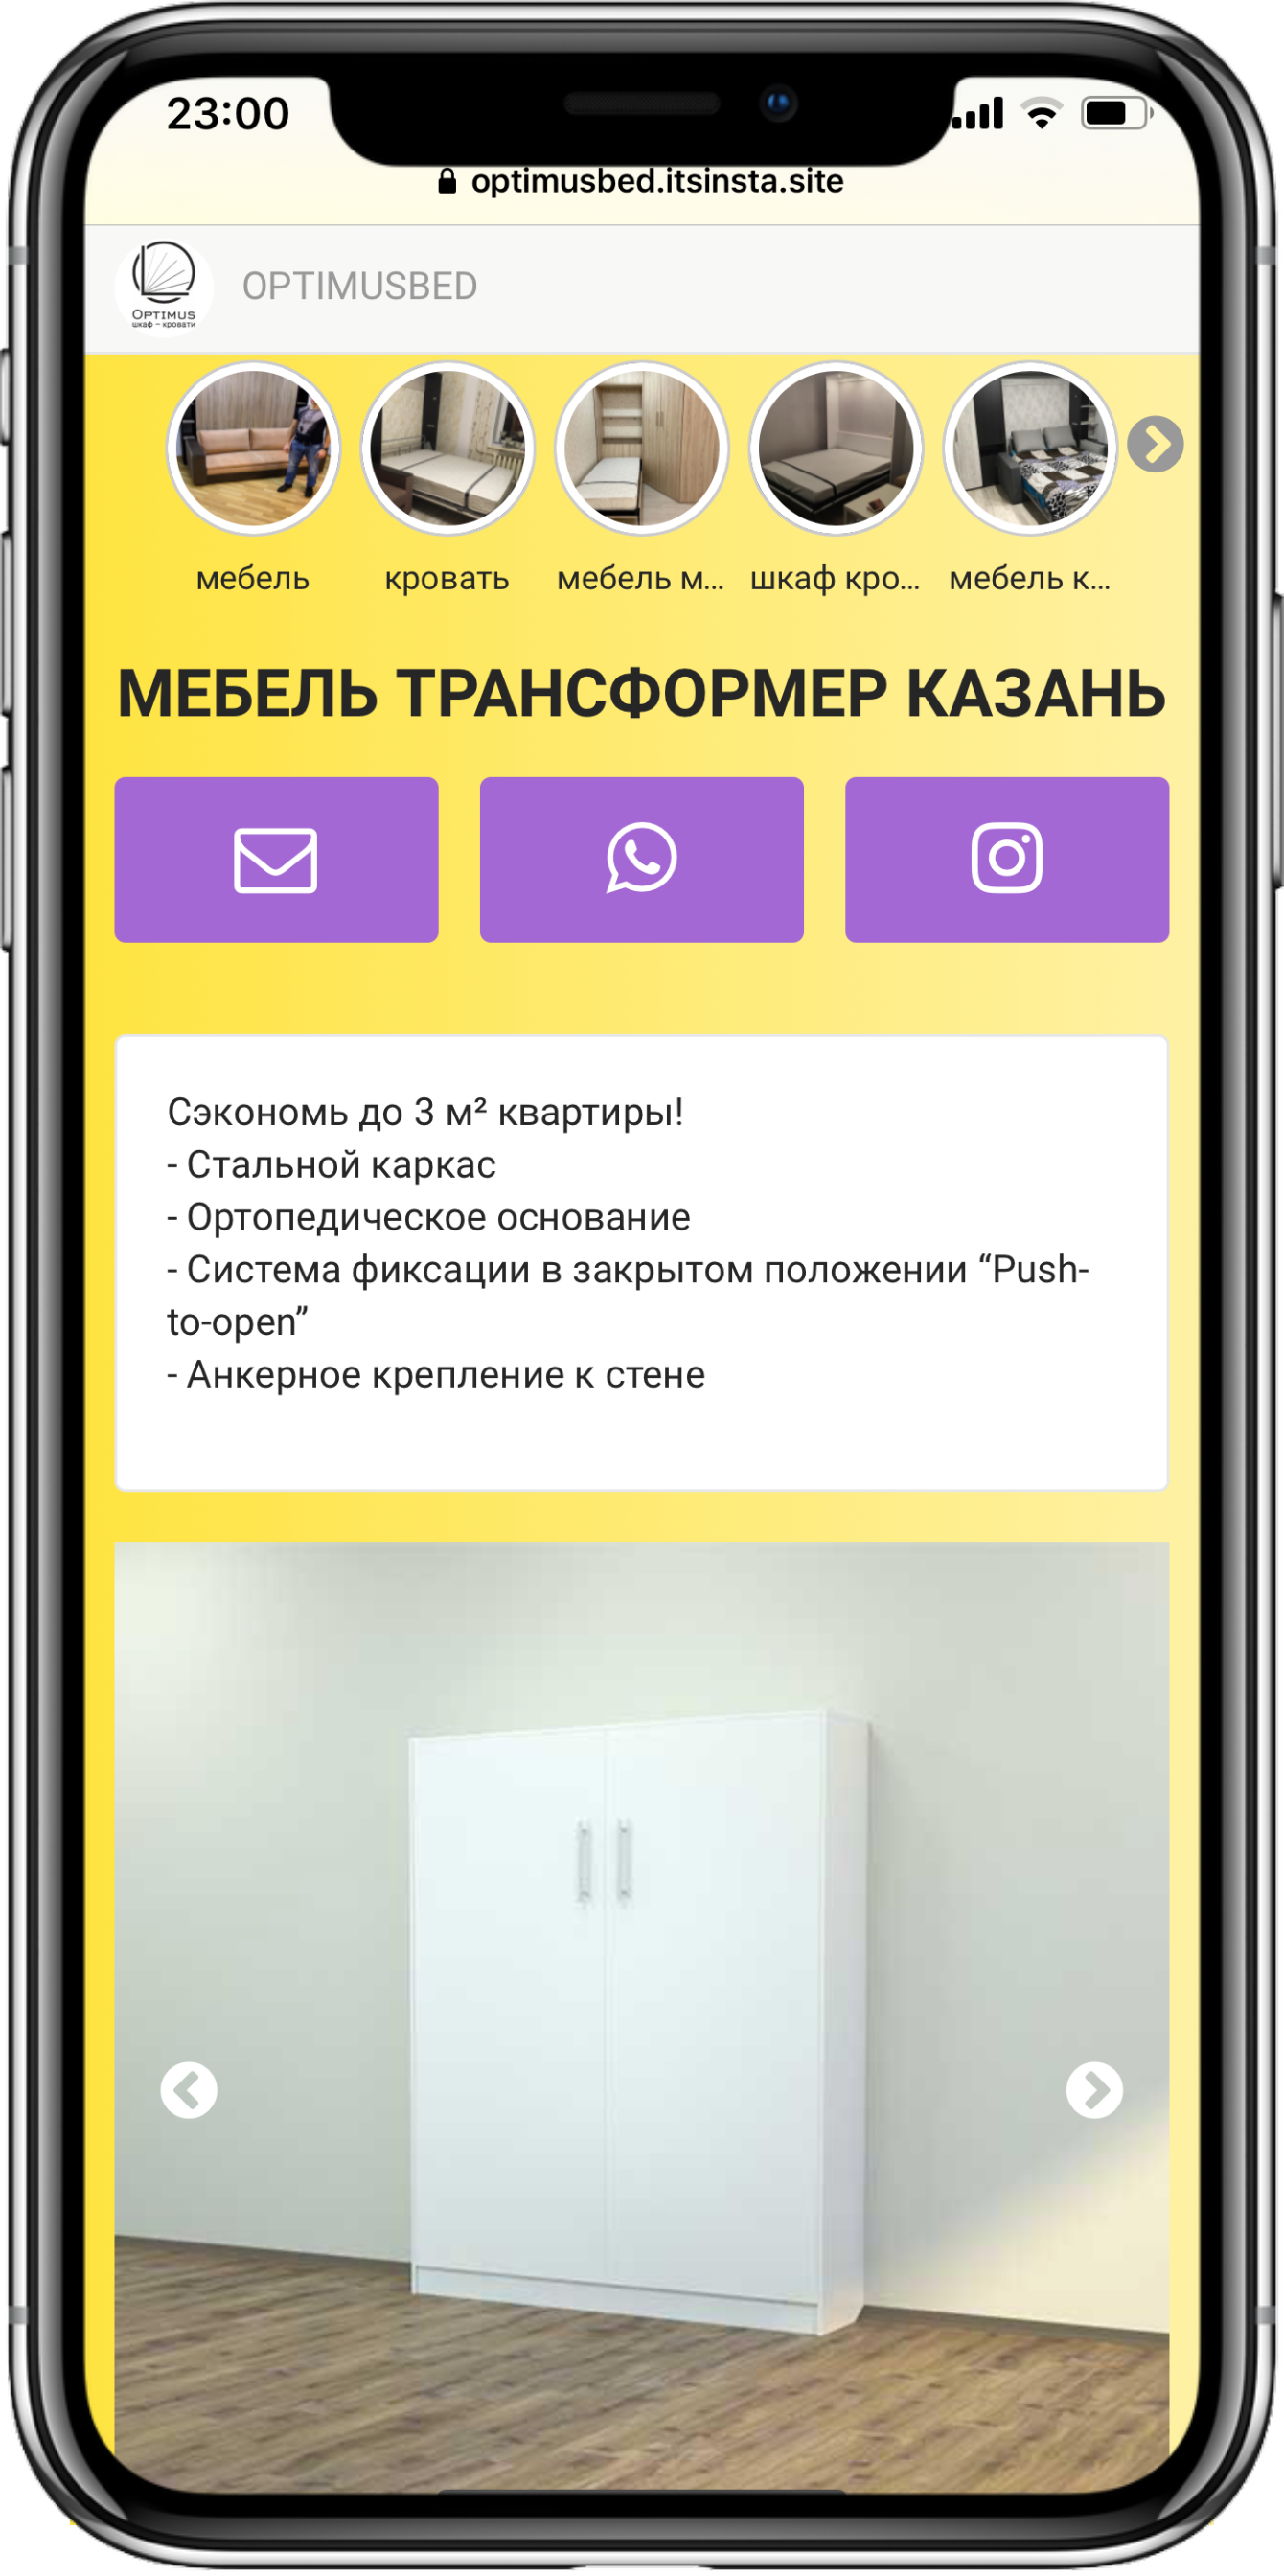 23:00
optimusbed.itsinsta.site
OPTIMUS
шкаф – кровати
OPTIMUSBED
мебель
кровать
мебель м...
шкаф кро...
мебель к...
МЕБЕЛЬ ТРАНСФОРМЕР КАЗАНЬ
Сэкономь до 3 м² квартиры!
- Стальной каркас
- Ортопедическое основание
- Система фиксации в закрытом положении “Push-
to-open”
- Анкерное крепление к стене